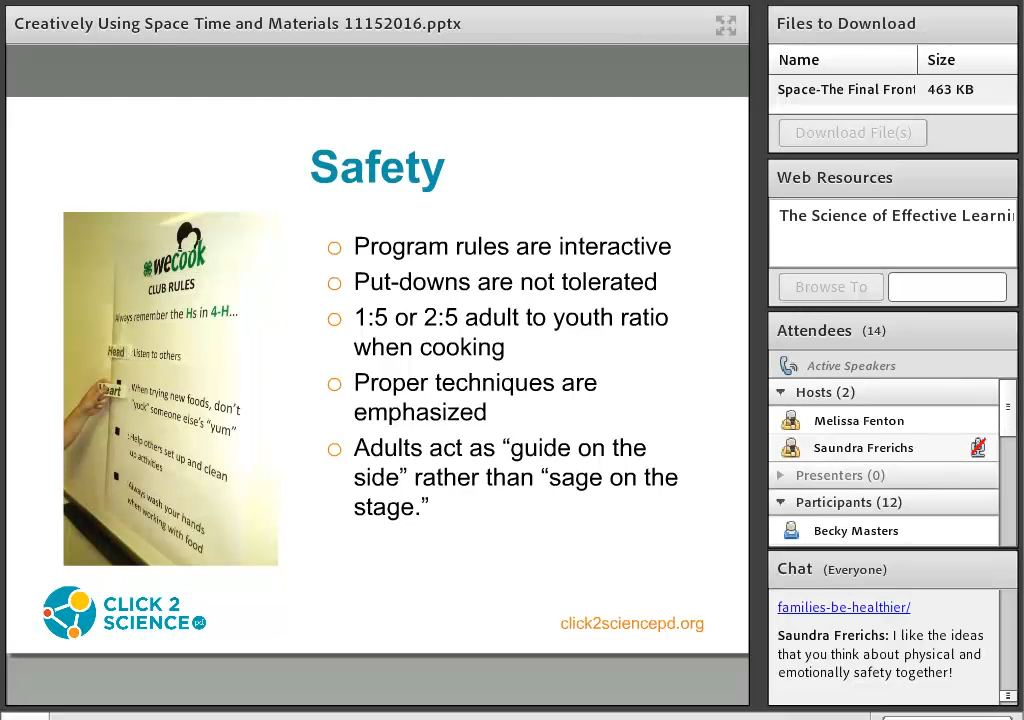 Creatively Using Space Time and Materials 11152016.pptx
Safety
wecook
CLUB RULES
Always remember the Hs in 4-H...
Head
Listen to others
eart
When trying new foods, don't
"yuck" someone else's "yum"
Help others set up and clean
up activities
Always wash your hands
when working with food
Program rules are interactive
Put-downs are not tolerated
1:5 or 2:5 adult to youth ratio
when cooking
Proper techniques are
emphasized
Adults act as “guide on the
side” rather than “sage on the
stage.”
CLICK 2
SCIENCE pd
click2sciencepd.org
Files to Download
Name Size
Space-The Final Front 463 KB
Download File(s)
Web Resources
The Science of Effective Learni
Browse To
Attendees (14)
Active Speakers
Hosts (2)
Melissa Fenton
Saundra Frerichs
Presenters (0)
Participants (12)
Becky Masters
Chat (Everyone)
families-be-healthier/
Saundra Frerichs: I like the ideas
that you think about physical and
emotionally safety together!